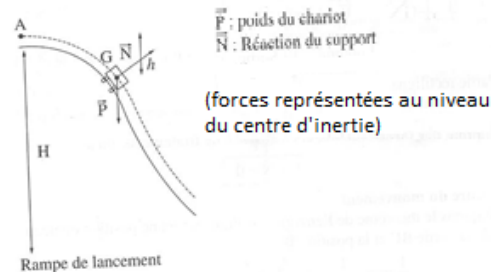 P : poids du chariot
N : Réaction du support
A
G N
h
P
(forces représentées au niveau
du centre d'inertie)
H
Rampe de lancement